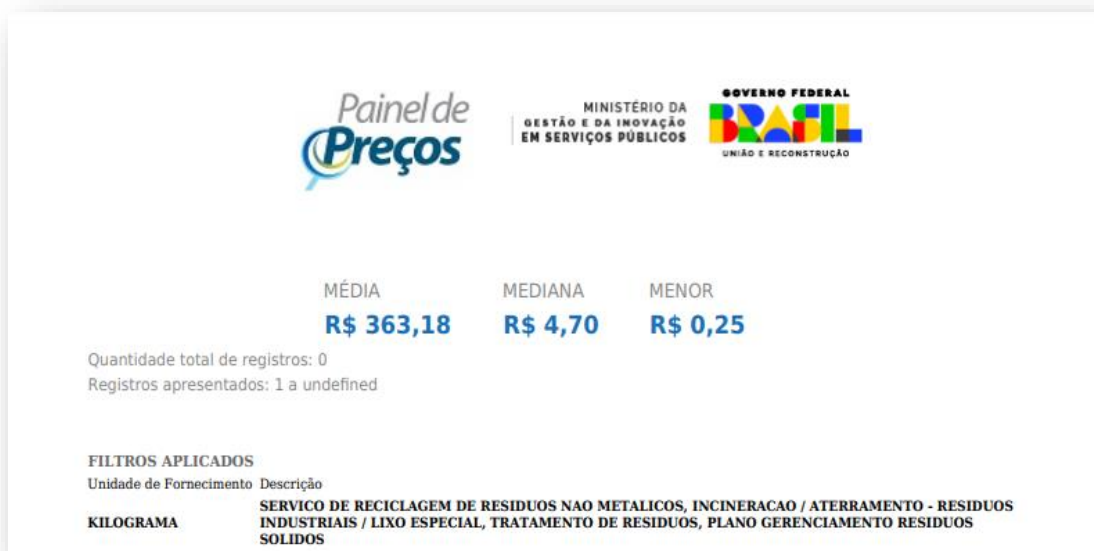 Painel de
Preços
MINISTÉRIO DA
GESTÃO E DA INOVAÇÃO
EM SERVIÇOS PÚBLICOS
GOVERNO FEDERAL
BRASIL
UNIÃO E RECONSTRUÇÃO
MÉDIA MEDIANA MENOR
R$ 363,18 R$ 4,70 R$ 0,25
Quantidade total de registros: 0
Registros apresentados: 1 a undefined
FILTROS APLICADOS
Unidade de Fornecimento Descrição
SERVICO DE RECICLAGEM DE RESIDUOS NAO METALICOS, INCINERACAO / ATERRAMENTO - RESIDUOS
KILOGRAMA INDUSTRIAIS / LIXO ESPECIAL, TRATAMENTO DE RESIDUOS, PLANO GERENCIAMENTO RESIDUOS
SOLIDOS